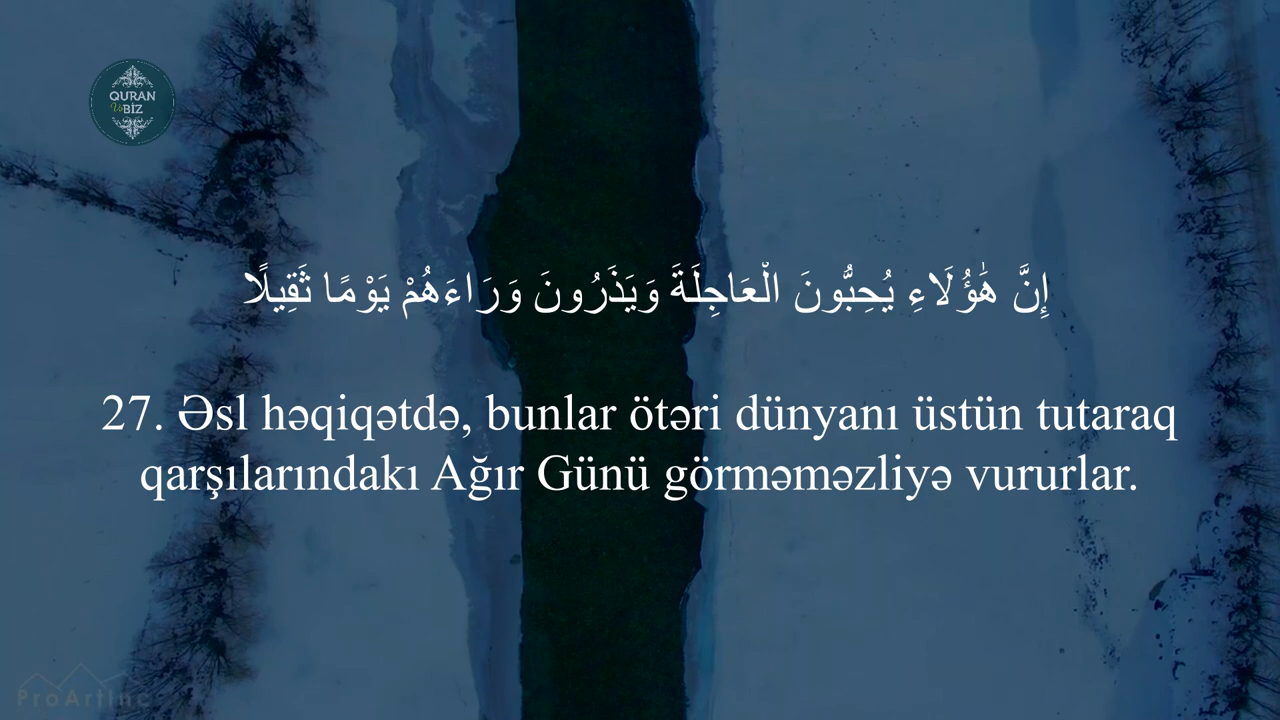 QURAN
Və BİZ
إِنَّ هَٰؤُلَاءِ يُحِبُّونَ الْعَاجِلَةَ وَيَذَرُونَ وَرَاءَهُمْ يَوْمًا ثَقِيلًا
27. Əsl həqiqətdə, bunlar ötəri dünyanı üstün tutaraq
qarşılarındakı Ağır Günü görməməzliyə vururlar.
ProArtInc